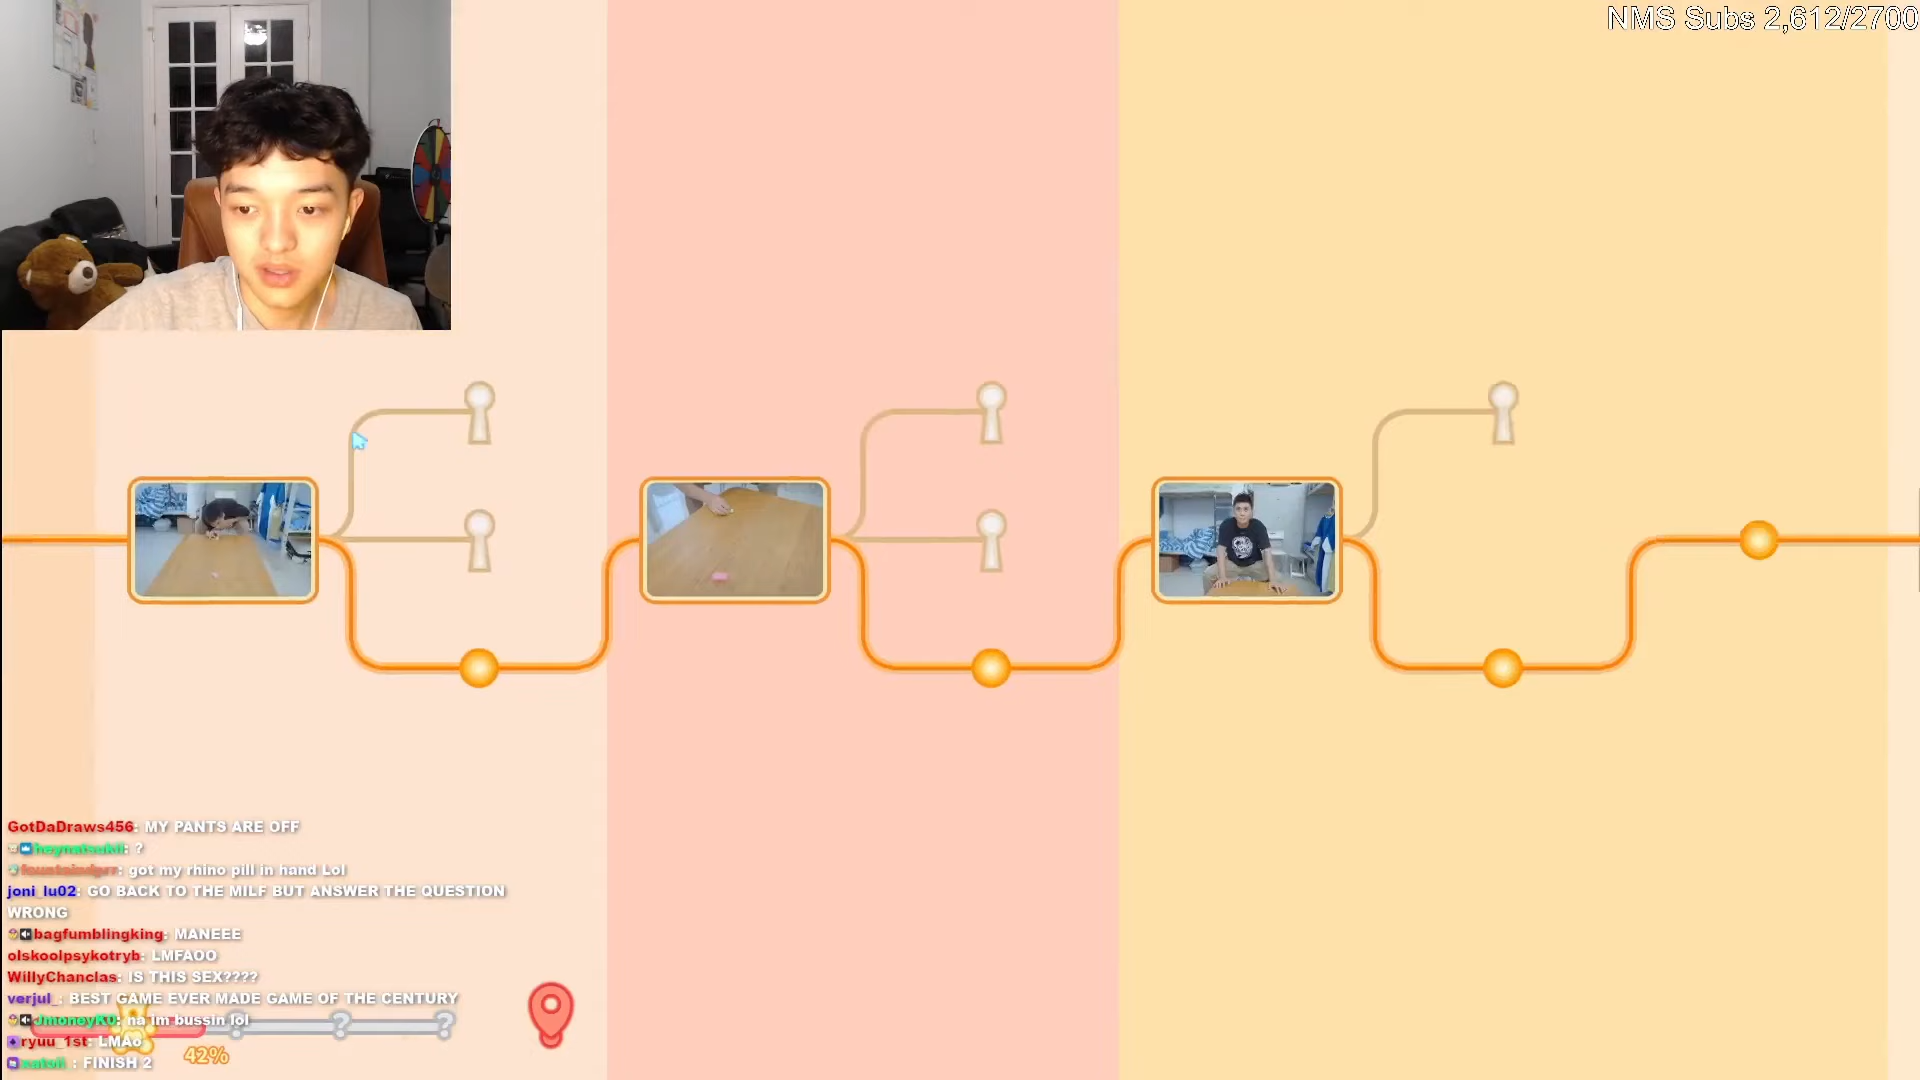 NMS Subs 2,612/2700
GotDaDraws456: MY PANTS ARE OFF
heynatsukii: ?
: got my rhino pill in hand Lol
joni_lu02: GO BACK TO THE MILF BUT ANSWER THE QUESTION
WRONG
bagfumblingking: MANEEE
olskoolpsykotryb: LMFAOO
WillyChanclas: IS THIS SEX????
verjul_: BEST GAME EVER MADE GAME OF THE CENTURY
JmoneyKD: na im bussin lol
? ? ?
ryuu_1st: LMAo
42%
: FINISH 2